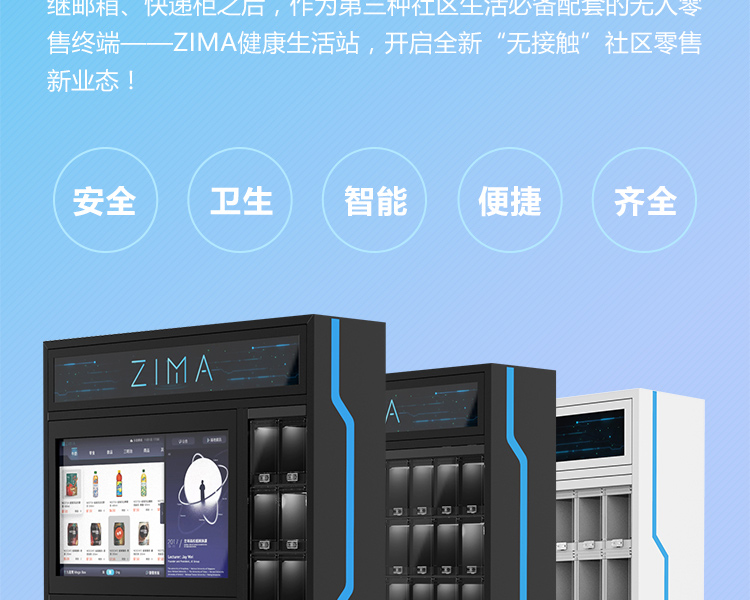 继邮箱、快递柜之后，作为第三种社区生活必备配套的无人零
售终端——ZIMA健康生活站，开启全新“无接触”社区零售
新业态！
安全 卫生 智能 便捷 齐全
ZIMA
A
2017